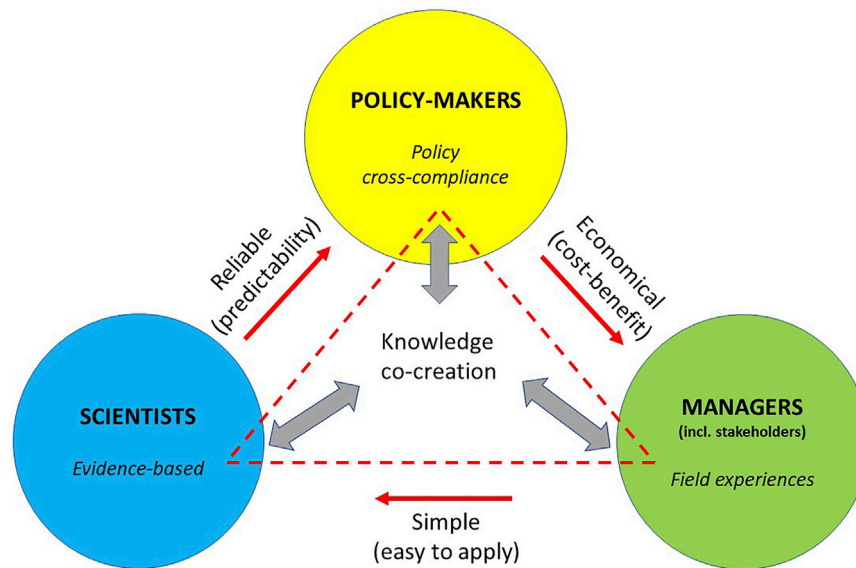 POLICY-MAKERS
Policy
cross-compliance
Reliable
(predictability)
Economical
(cost-benefit)
Knowledge
co-creation
SCIENTISTS
Evidence-based
MANAGERS
(incl. stakeholders)
Field experiences
Simple
(easy to apply)